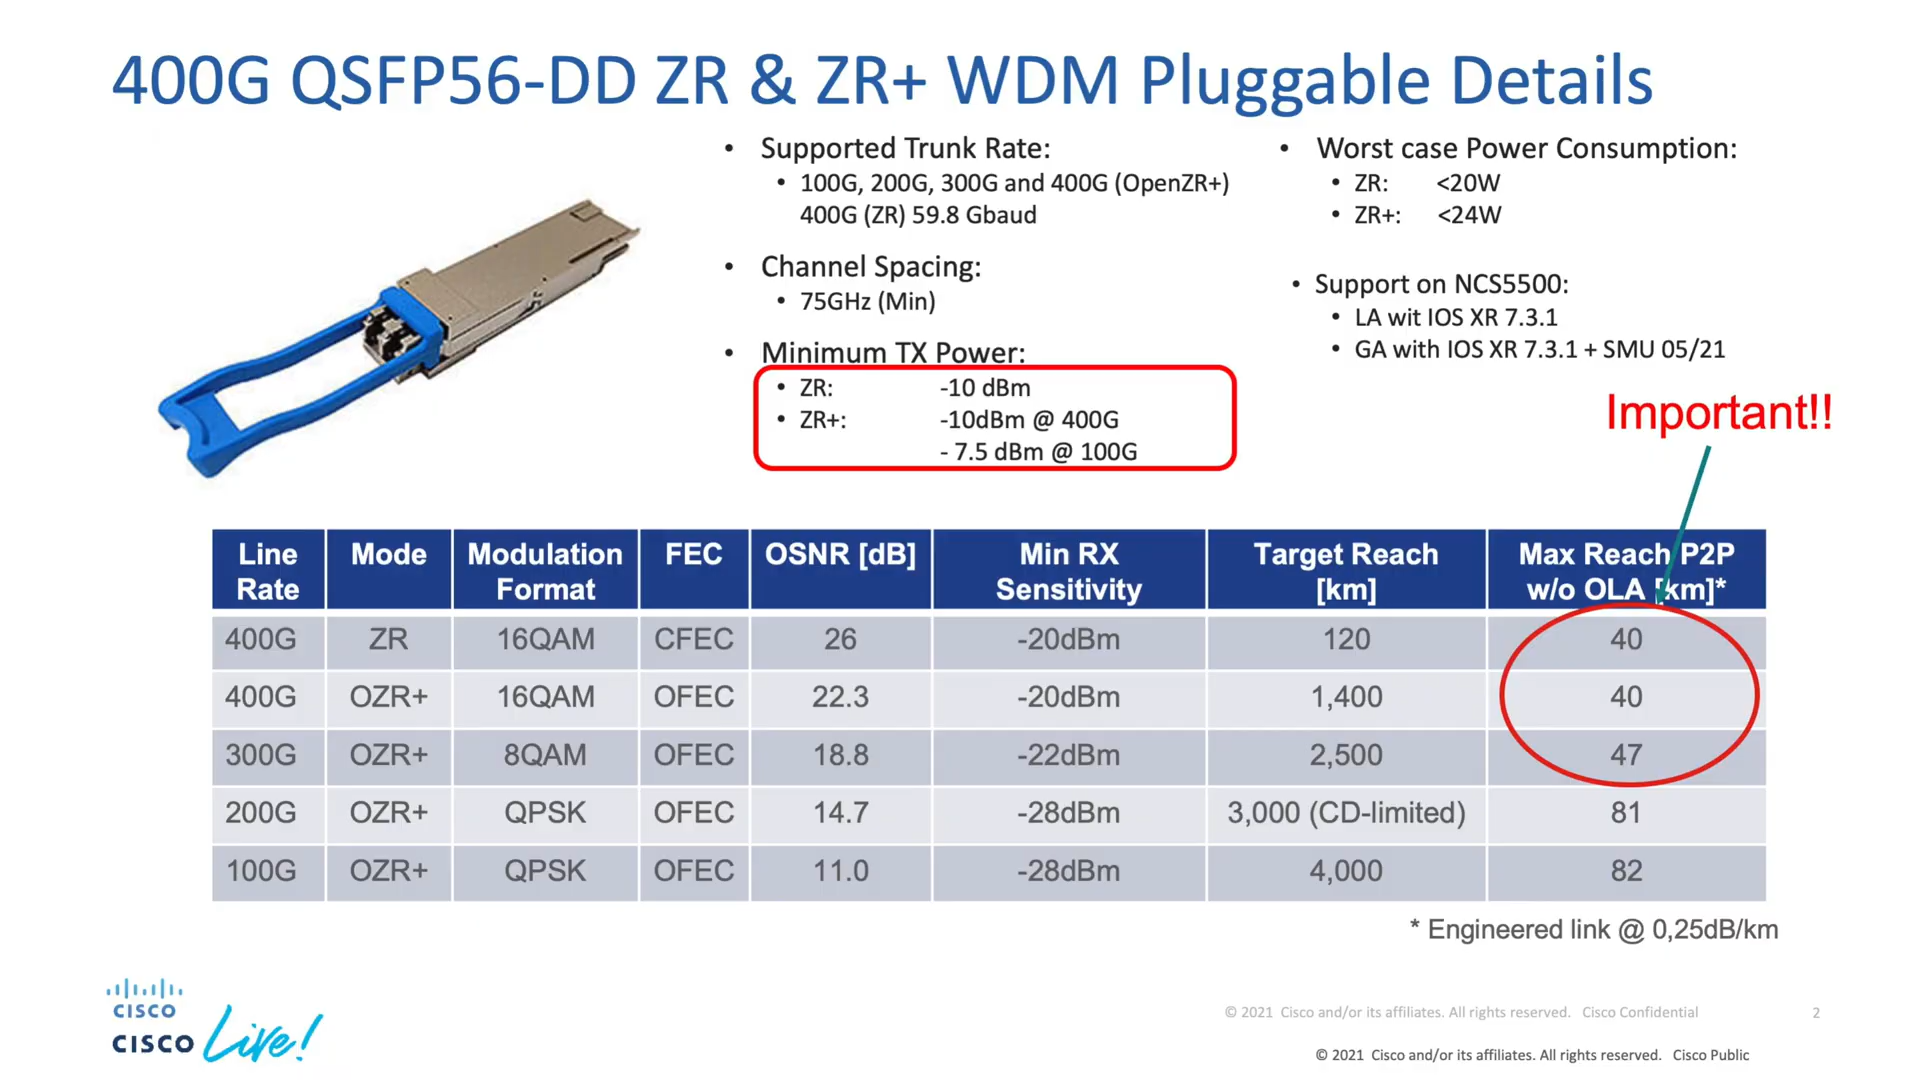 400G QSFP56-DD ZR & ZR+ WDM Pluggable Details
• Supported Trunk Rate:
• 100G, 200G, 300G and 400G (OpenZR+)
400G (ZR) 59.8 Gbaud
• Channel Spacing:
• 75GHz (Min)
• Minimum TX Power:
• ZR: -10 dBm
• ZR+: -10dBm @ 400G
- 7.5 dBm @ 100G
• Worst case Power Consumption:
• ZR: <20W
• ZR+: <24W
• Support on NCS5500:
• LA wit IOS XR 7.3.1
• GA with IOS XR 7.3.1 + SMU 05/21
Important!!
Line Rate Mode Modulation Format FEC OSNR [dB] Min RX Sensitivity Target Reach [km] Max Reach P2P w/o OLA [km]*
400G ZR 16QAM CFEC 26 -20dBm 120 40
400G OZR+ 16QAM OFEC 22.3 -20dBm 1,400 40
300G OZR+ 8QAM OFEC 18.8 -22dBm 2,500 47
200G OZR+ QPSK OFEC 14.7 -28dBm 3,000 (CD-limited) 81
100G OZR+ QPSK OFEC 11.0 -28dBm 4,000 82
* Engineered link @ 0,25dB/km
CISCO
CISCO Live!
© 2021 Cisco and/or its affiliates. All rights reserved. Cisco Confidential 2
© 2021 Cisco and/or its affiliates. All rights reserved. Cisco Public